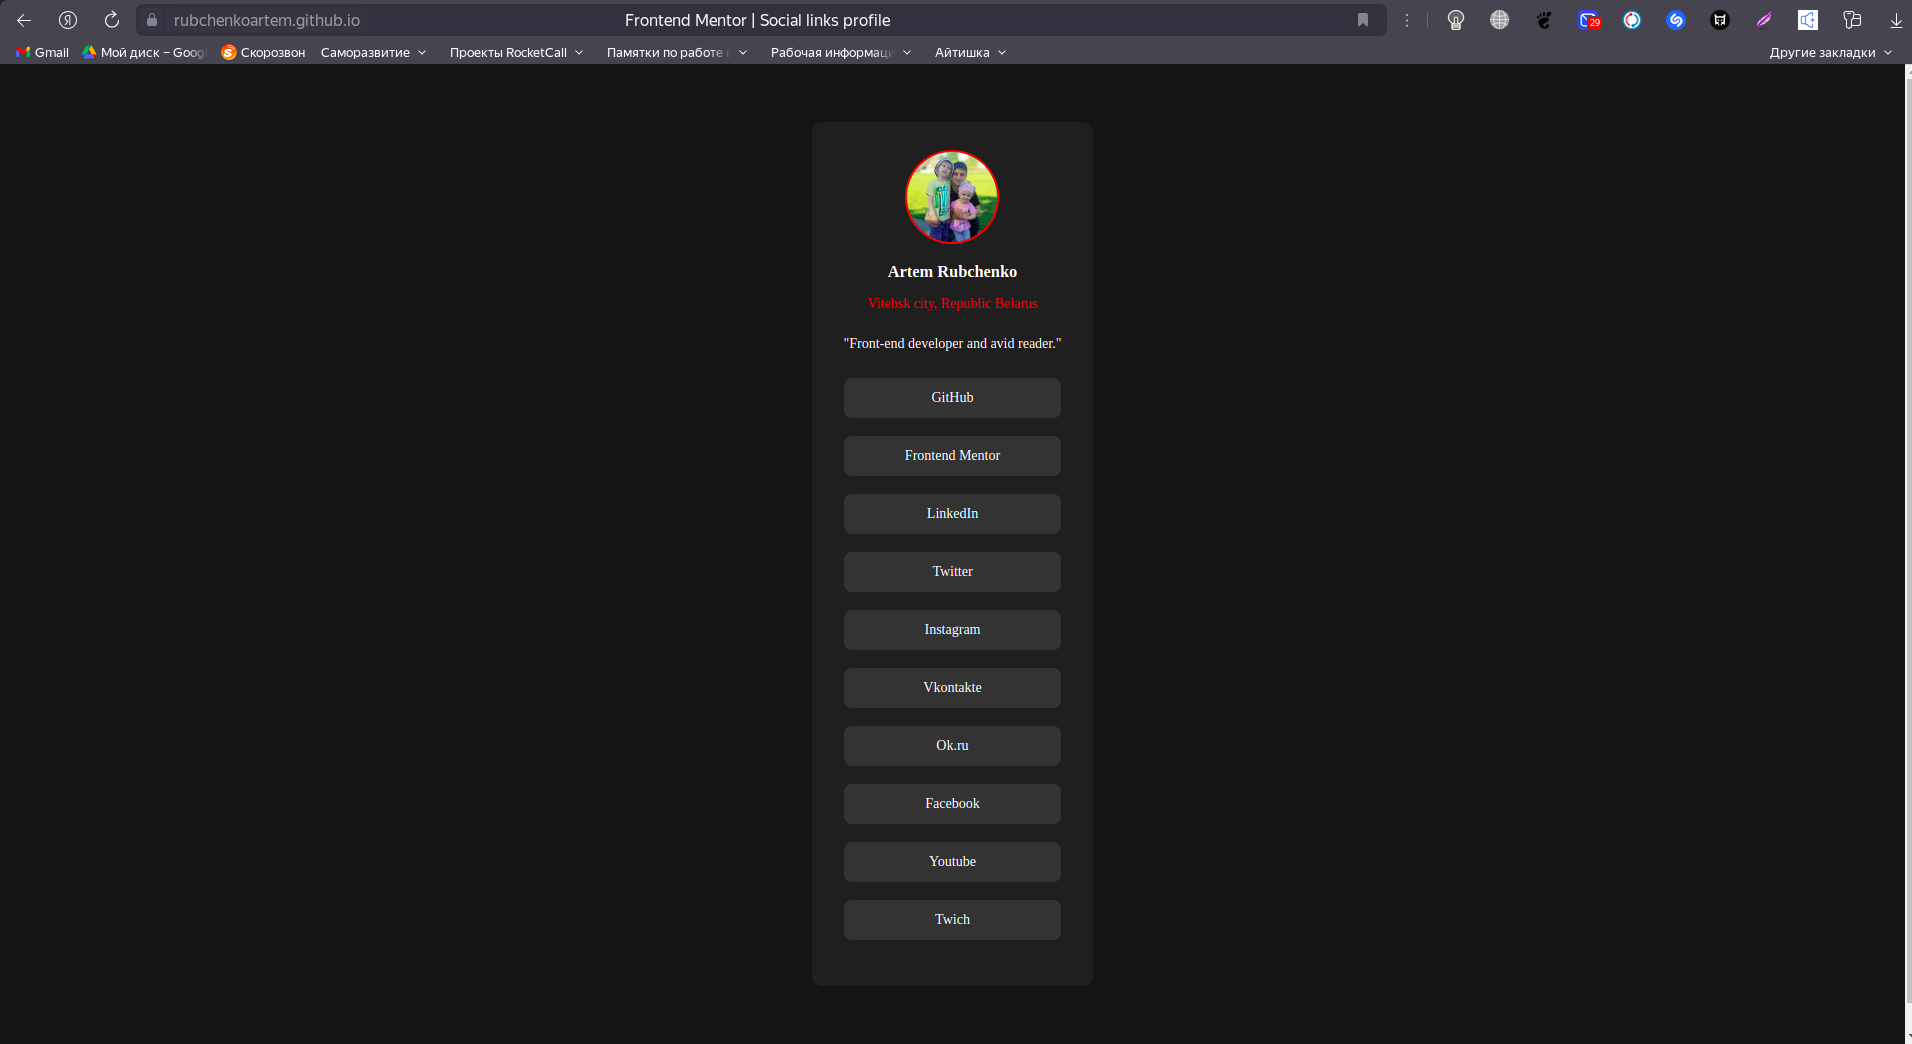 rubchenkoartem.github.io
Frontend Mentor | Social links profile
29
Gmail
Мой диск – Goog
Скорозвон
Саморазвитие
Проекты RocketCall
Памятки по работе
Рабочая информаци
Айтишка
Другие закладки
Artem Rubchenko
Vitebsk city, Republic Belarus
"Front-end developer and avid reader."
GitHub
Frontend Mentor
LinkedIn
Twitter
Instagram
Vkontakte
Ok.ru
Facebook
Youtube
Twich